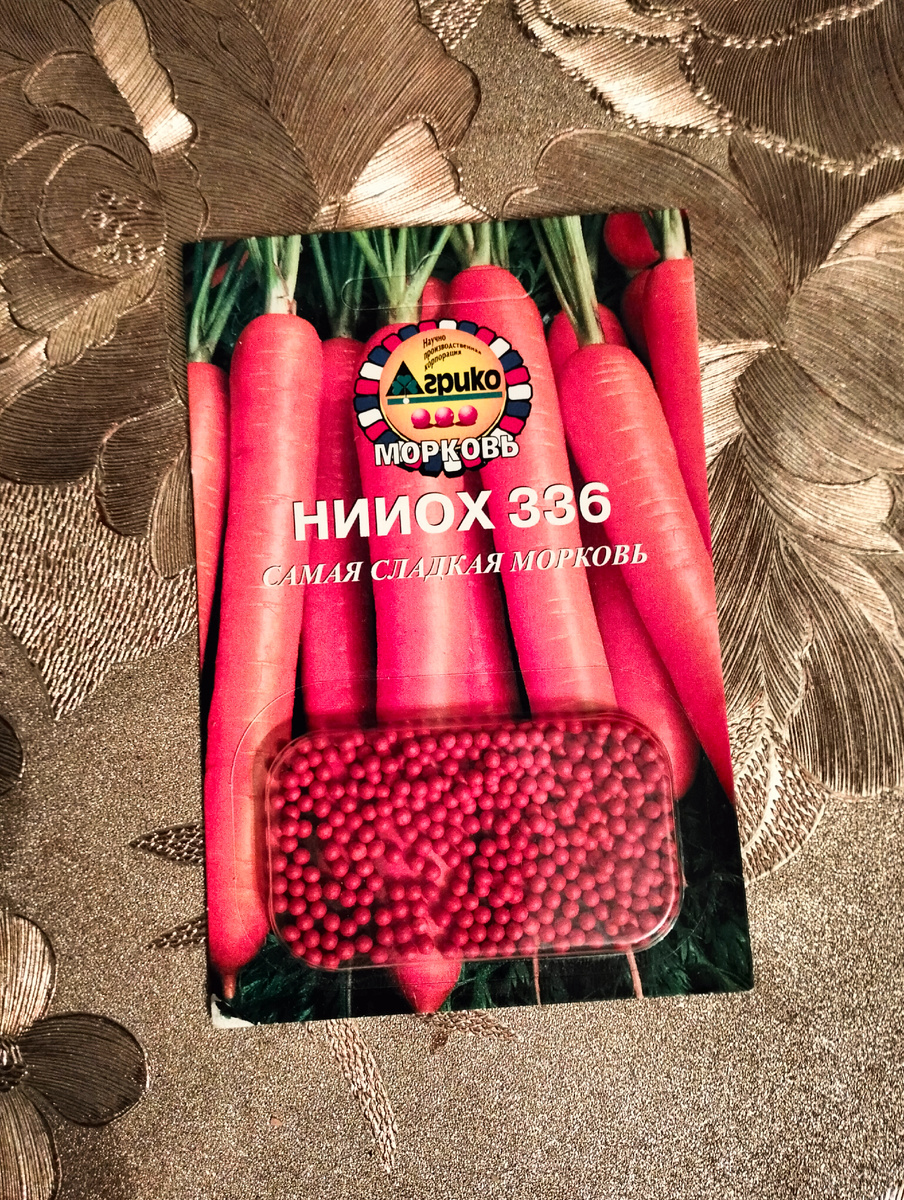 Научно
производственная
корпорация
Агрико
МОРКОВЬ
НИИОХ 336
САМАЯ СЛАДКАЯ МОРКОВЬ